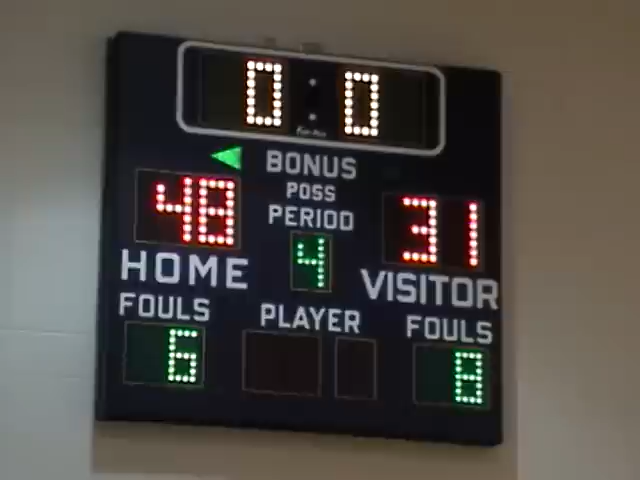 0 : 0
BONUS
48 POSS 31
PERIOD
HOME 4 VISITOR
FOULS PLAYER FOULS
6 8